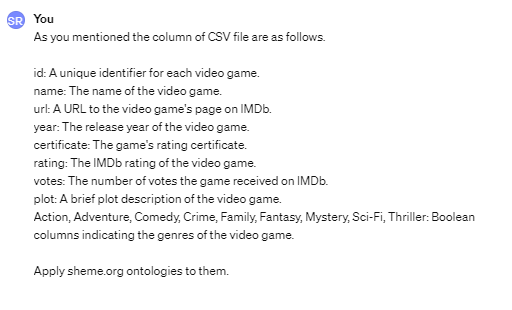 SR You
As you mentioned the column of CSV file are as follows.
id: A unique identifier for each video game.
name: The name of the video game.
url: A URL to the video game's page on IMDb.
year: The release year of the video game.
certificate: The game's rating certificate.
rating: The IMDb rating of the video game.
votes: The number of votes the game received on IMDb.
plot: A brief plot description of the video game.
Action, Adventure, Comedy, Crime, Family, Fantasy, Mystery, Sci-Fi, Thriller: Boolean
columns indicating the genres of the video game.
Apply sheme.org ontologies to them.